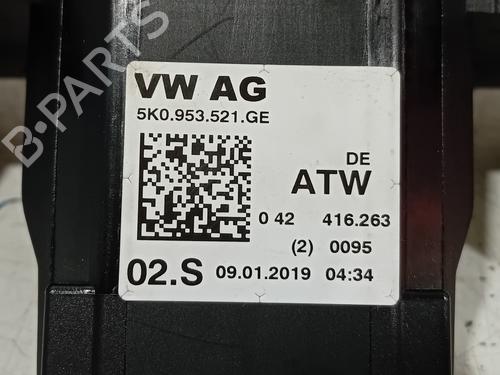 VW AG
5K0.953.521.GE
DE
ATW
0 42 416.263
(2) 0095
02.S 09.01.2019 04:34